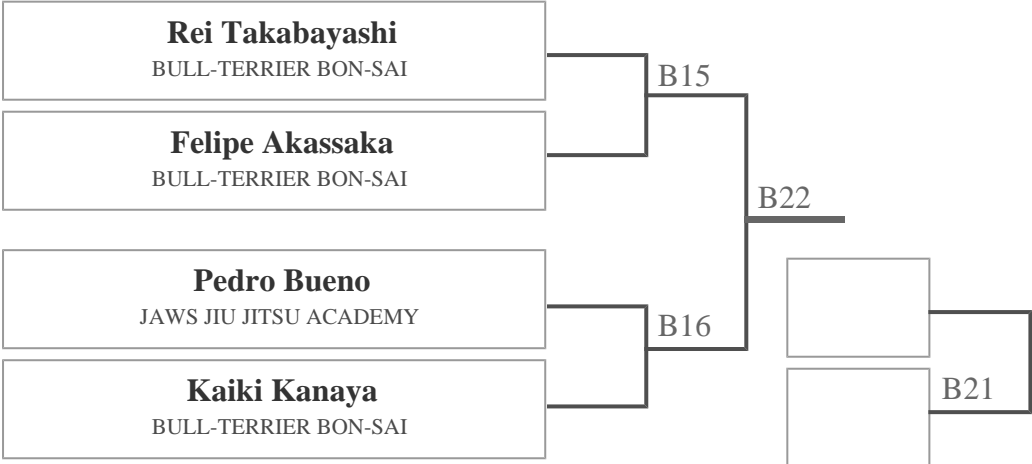 Rei Takabayashi
BULL-TERRIER BON-SAI
B15
Felipe Akassaka
BULL-TERRIER BON-SAI
B22
Pedro Bueno
JAWS JIU JITSU ACADEMY
B16
Kaiki Kanaya
BULL-TERRIER BON-SAI
B21